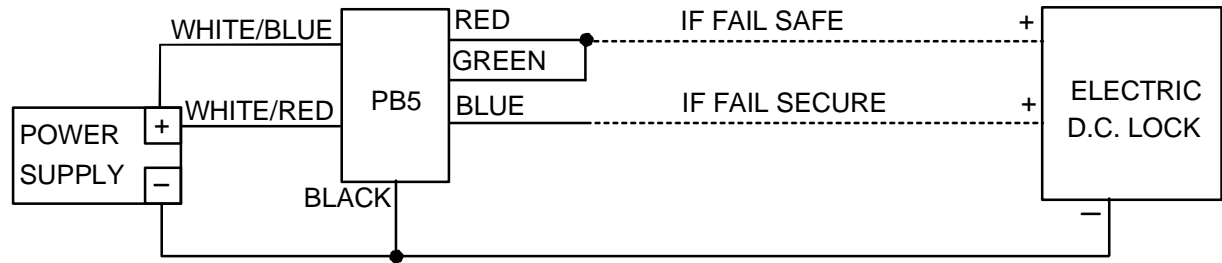 WHITE/BLUE
RED
IF FAIL SAFE
+
GREEN
PB5
WHITE/RED
BLUE
IF FAIL SECURE
+
ELECTRIC
D.C. LOCK
POWER
SUPPLY
+
−
BLACK
−